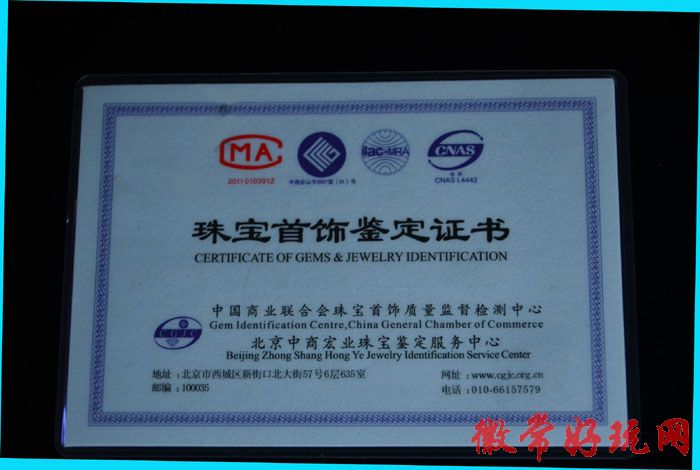 MA ilac-MRA CNAS
2011010391Z
CNAS L4442
珠宝首饰鉴定证书
CERTIFICATE OF GEMS & JEWELRY IDENTIFICATION
中国商业联合会珠宝首饰质量监督检测中心
Gem Identification Centre,China General Chamber of Commerce
CGJC
北京中商宏业珠宝鉴定服务中心
Beijing Zhong Shang Hong Ye Jewelry Identification Service Center
地址:北京市西城区新街口北大街57号6层635室 网址:www.cgjc.org.cn
邮编:100035 电话:010-66157579
徽常好玩网